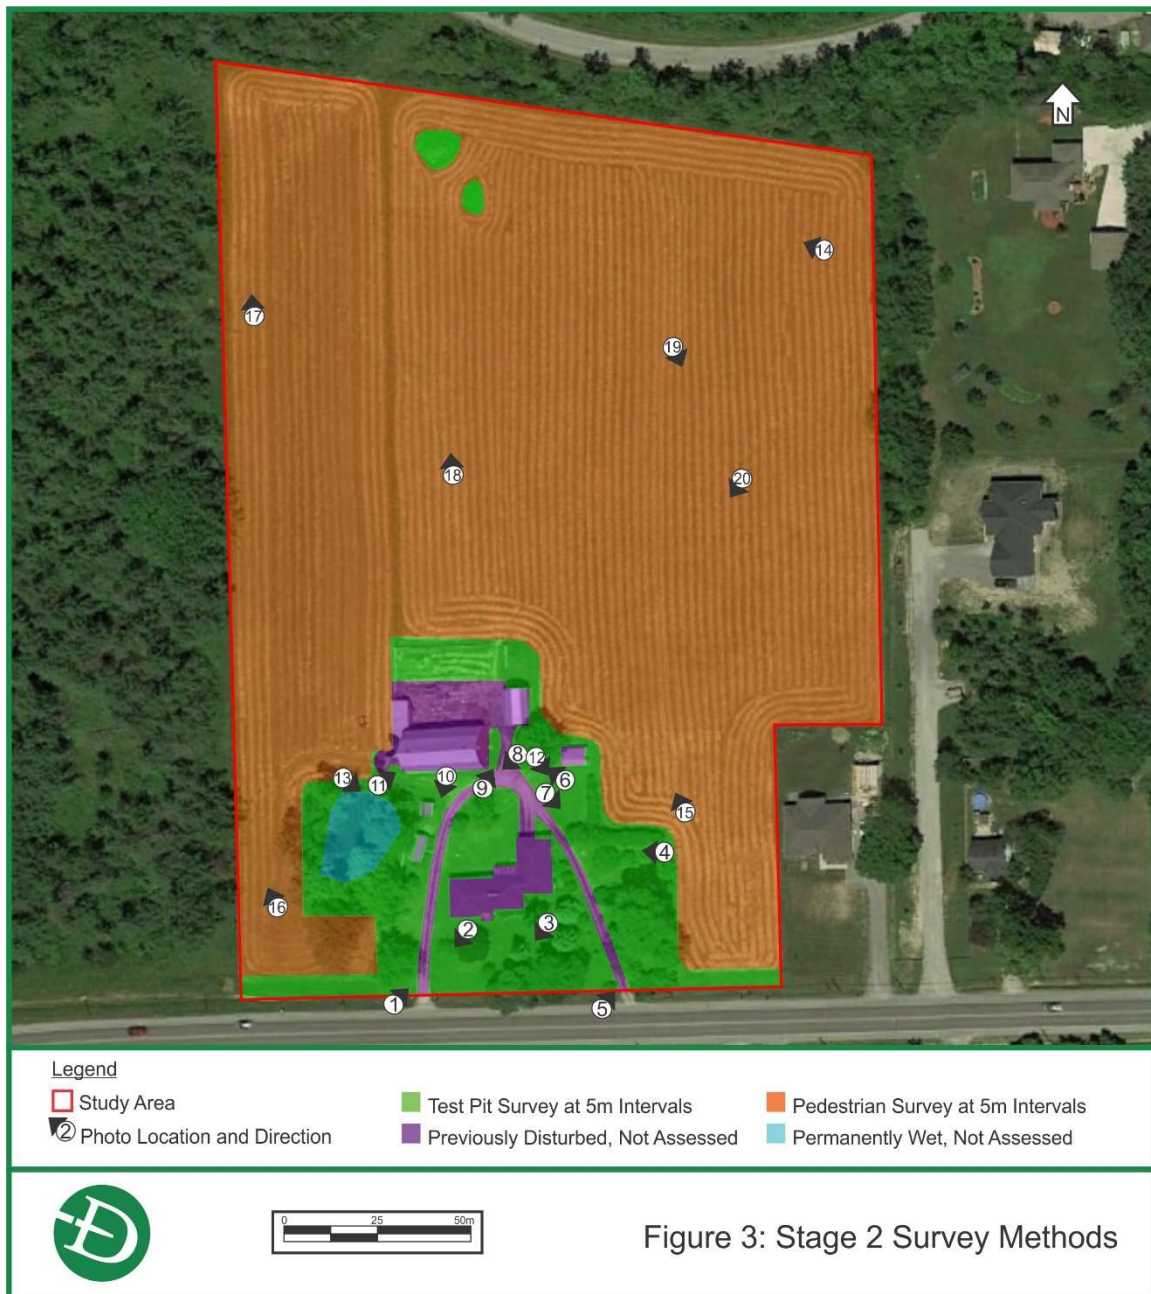 N
14
17
19
18
20
8
12
13
11
10
9
6
7
15
4
16
2
3
1
5
Legend
Study Area
2 Photo Location and Direction
Test Pit Survey at 5m Intervals
Previously Disturbed, Not Assessed
Pedestrian Survey at 5m Intervals
Permanently Wet, Not Assessed
D
0 25 50m
Figure 3: Stage 2 Survey Methods